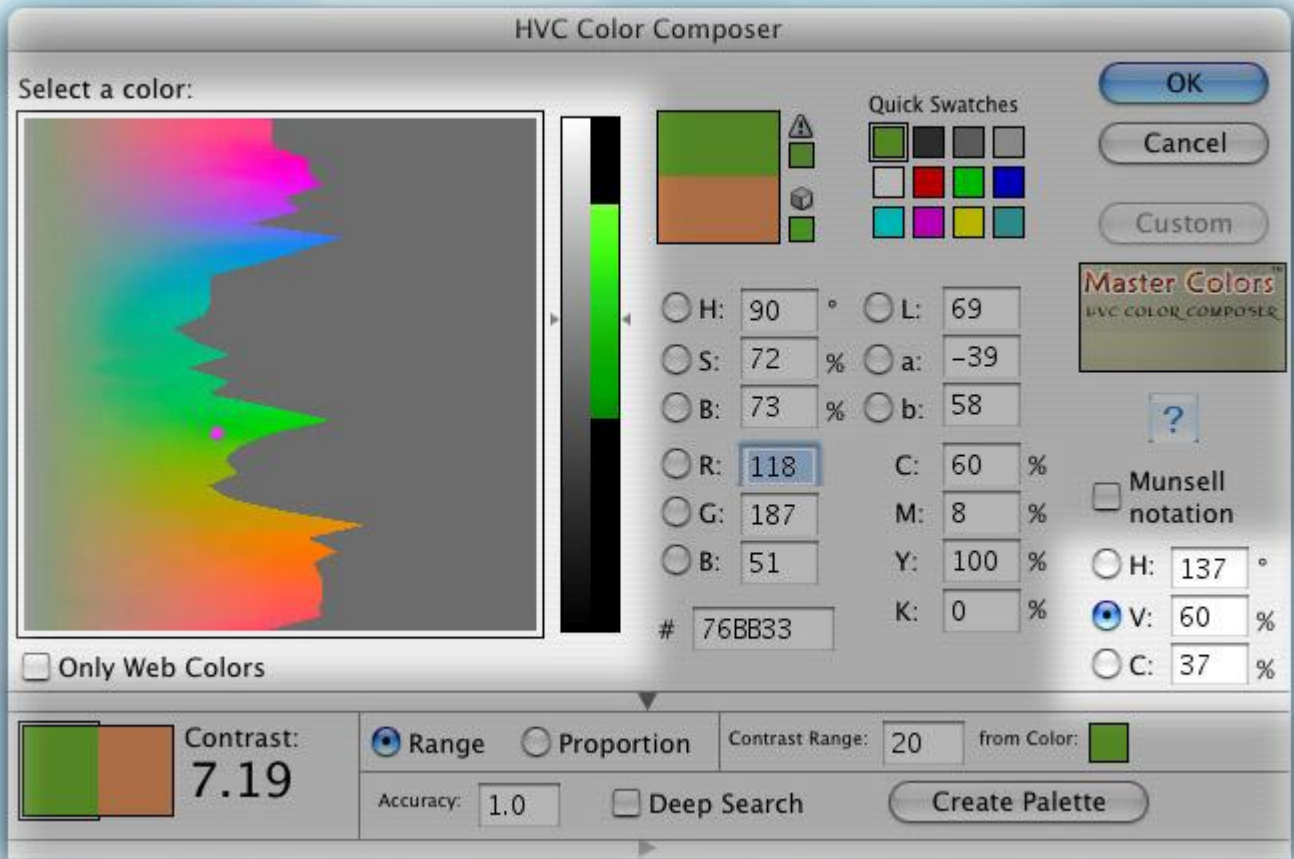 HVC Color Composer
Select a color:
Quick Swatches
OK
Cancel
Custom
Master Colors™
HVC COLOR COMPOSER
?
H: 90 ° L: 69
S: 72 % a: -39
B: 73 % b: 58
R: 118 C: 60 %
G: 187 M: 8 %
B: 51 Y: 100 %
# 76BB33 K: 0 %
Munsell
notation
H: 137 °
V: 60 %
C: 37 %
Only Web Colors
Contrast:
7.19
Range Proportion Contrast Range: 20 from Color:
Accuracy: 1.0 Deep Search Create Palette